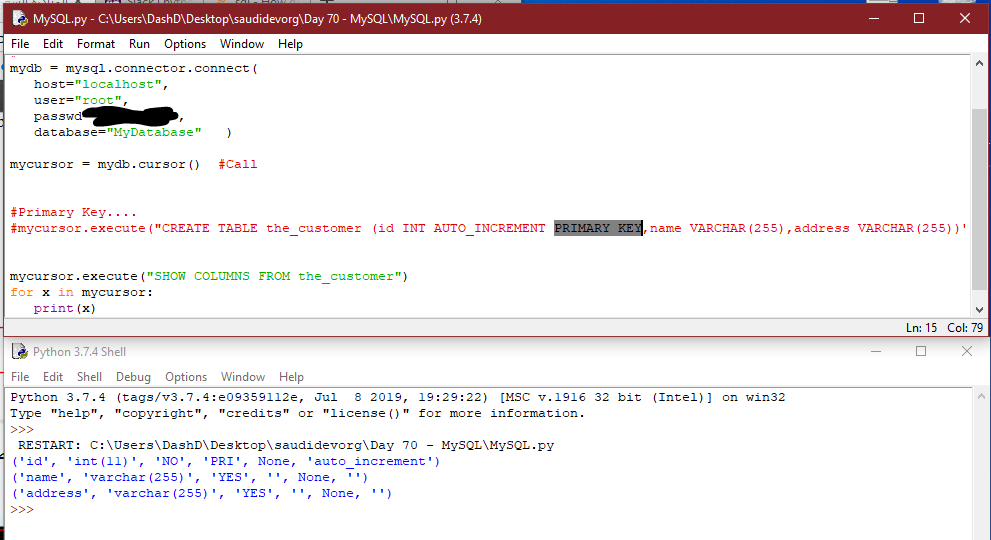 MySQL.py - C:\Users\DashD\Desktop\saudidevorg\Day 70 - MySQL\MySQL.py (3.7.4)
File Edit Format Run Options Window Help
mydb = mysql.connector.connect(
host="localhost",
user="root",
passwd ,
database="MyDatabase" )
mycursor = mydb.cursor() #Call
#Primary Key....
#mycursor.execute("CREATE TABLE the_customer (id INT AUTO_INCREMENT PRIMARY KEY,name VARCHAR(255),address VARCHAR(255))'
mycursor.execute("SHOW COLUMNS FROM the_customer")
for x in mycursor:
print(x)
Ln: 15 Col: 79
Python 3.7.4 Shell
File Edit Shell Debug Options Window Help
Python 3.7.4 (tags/v3.7.4:e09359112e, Jul 8 2019, 19:29:22) [MSC v.1916 32 bit (Intel)] on win32
Type "help", "copyright", "credits" or "license()" for more information.
>>>
RESTART: C:\Users\DashD\Desktop\saudidevorg\Day 70 - MySQL\MySQL.py
('id', 'int(11)', 'NO', 'PRI', None, 'auto_increment')
('name', 'varchar(255)', 'YES', '', None, '')
('address', 'varchar(255)', 'YES', '', None, '')
>>>